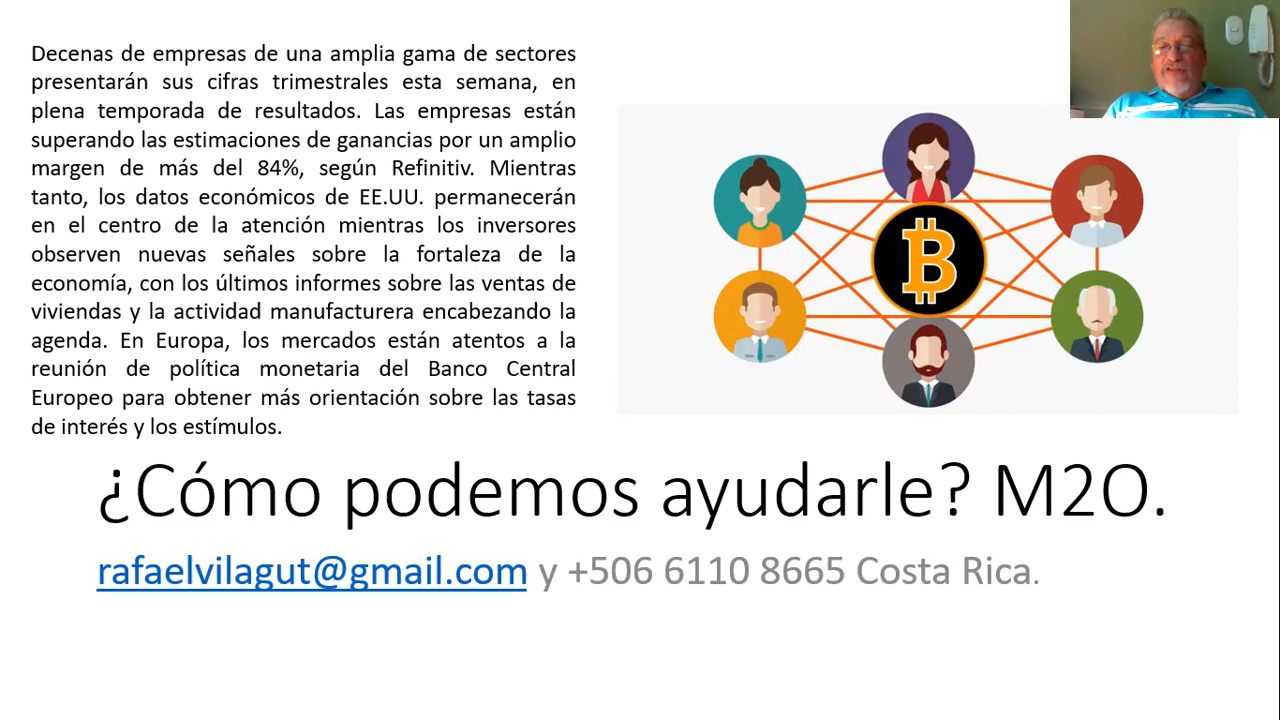 Decenas de empresas de una amplia gama de sectores
presentarán sus cifras trimestrales esta semana, en
plena temporada de resultados. Las empresas están
superando las estimaciones de ganancias por un amplio
margen de más del 84%, según Refinitiv. Mientras
tanto, los datos económicos de EE.UU. permanecerán
en el centro de la atención mientras los inversores
observen nuevas señales sobre la fortaleza de la
economía, con los últimos informes sobre las ventas de
viviendas y la actividad manufacturera encabezando la
agenda. En Europa, los mercados están atentos a la
reunión de política monetaria del Banco Central
Europeo para obtener más orientación sobre las tasas
de interés y los estímulos.
¿Cómo podemos ayudarle? M2O.
rafaelvilagut@gmail.com y +506 6110 8665 Costa Rica.